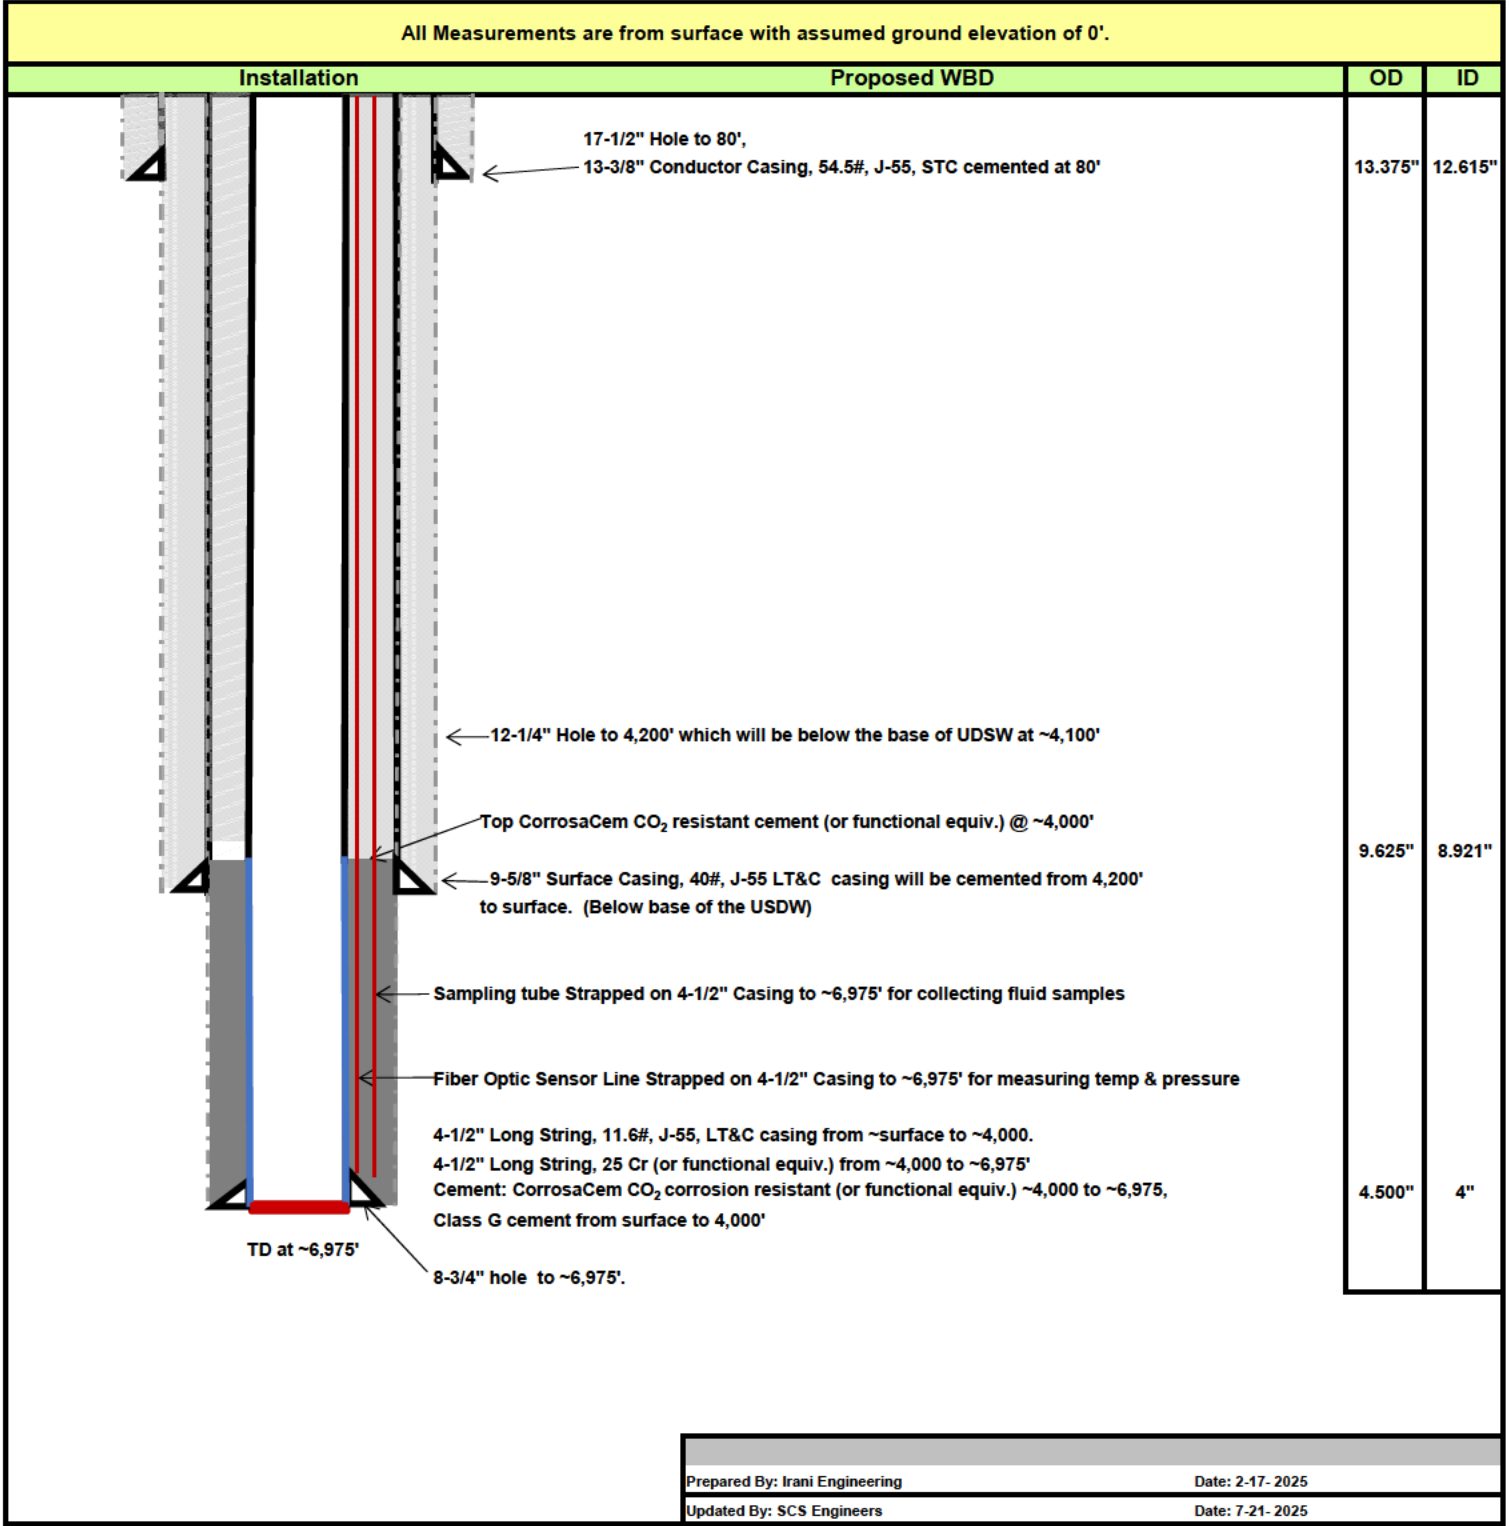 All Measurements are from surface with assumed ground elevation of 0'.
Installation Proposed WBD OD ID
17-1/2" Hole to 80',
13-3/8" Conductor Casing, 54.5#, J-55, STC cemented at 80' 13.375" 12.615"
12-1/4" Hole to 4,200' which will be below the base of UDSW at ~4,100'
Top CorrosaCem CO₂ resistant cement (or functional equiv.) @ ~4,000'
9.625" 8.921"
9-5/8" Surface Casing, 40#, J-55 LT&C casing will be cemented from 4,200'
to surface. (Below base of the USDW)
Sampling tube Strapped on 4-1/2" Casing to ~6,975' for collecting fluid samples
Fiber Optic Sensor Line Strapped on 4-1/2" Casing to ~6,975' for measuring temp & pressure
4-1/2" Long String, 11.6#, J-55, LT&C casing from ~surface to ~4,000.
4-1/2" Long String, 25 Cr (or functional equiv.) from ~4,000 to ~6,975'
Cement: CorrosaCem CO₂ corrosion resistant (or functional equiv.) ~4,000 to ~6,975, 4.500" 4"
Class G cement from surface to 4,000'
TD at ~6,975'
8-3/4" hole to ~6,975'.
Prepared By: Irani Engineering Date: 2-17- 2025
Updated By: SCS Engineers Date: 7-21- 2025